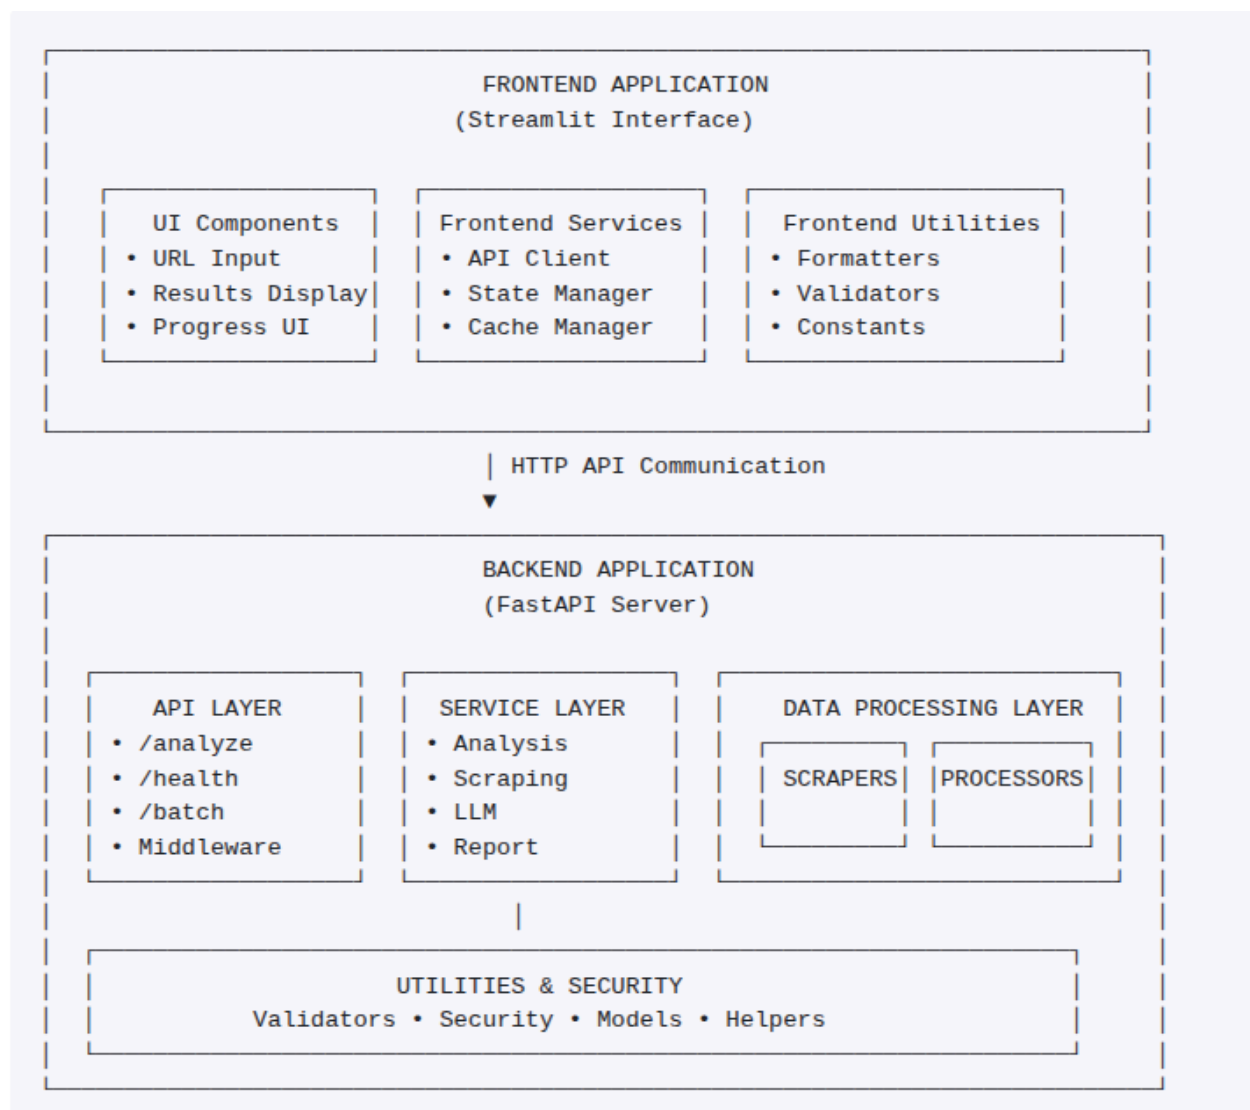 FRONTEND APPLICATION
(Streamlit Interface)
UI Components
• URL Input
• Results Display
• Progress UI
Frontend Services
• API Client
• State Manager
• Cache Manager
Frontend Utilities
• Formatters
• Validators
• Constants
HTTP API Communication
BACKEND APPLICATION
(FastAPI Server)
API LAYER
• /analyze
• /health
• /batch
• Middleware
SERVICE LAYER
• Analysis
• Scraping
• LLM
• Report
DATA PROCESSING LAYER
SCRAPERS
PROCESSORS
UTILITIES & SECURITY
Validators • Security • Models • Helpers